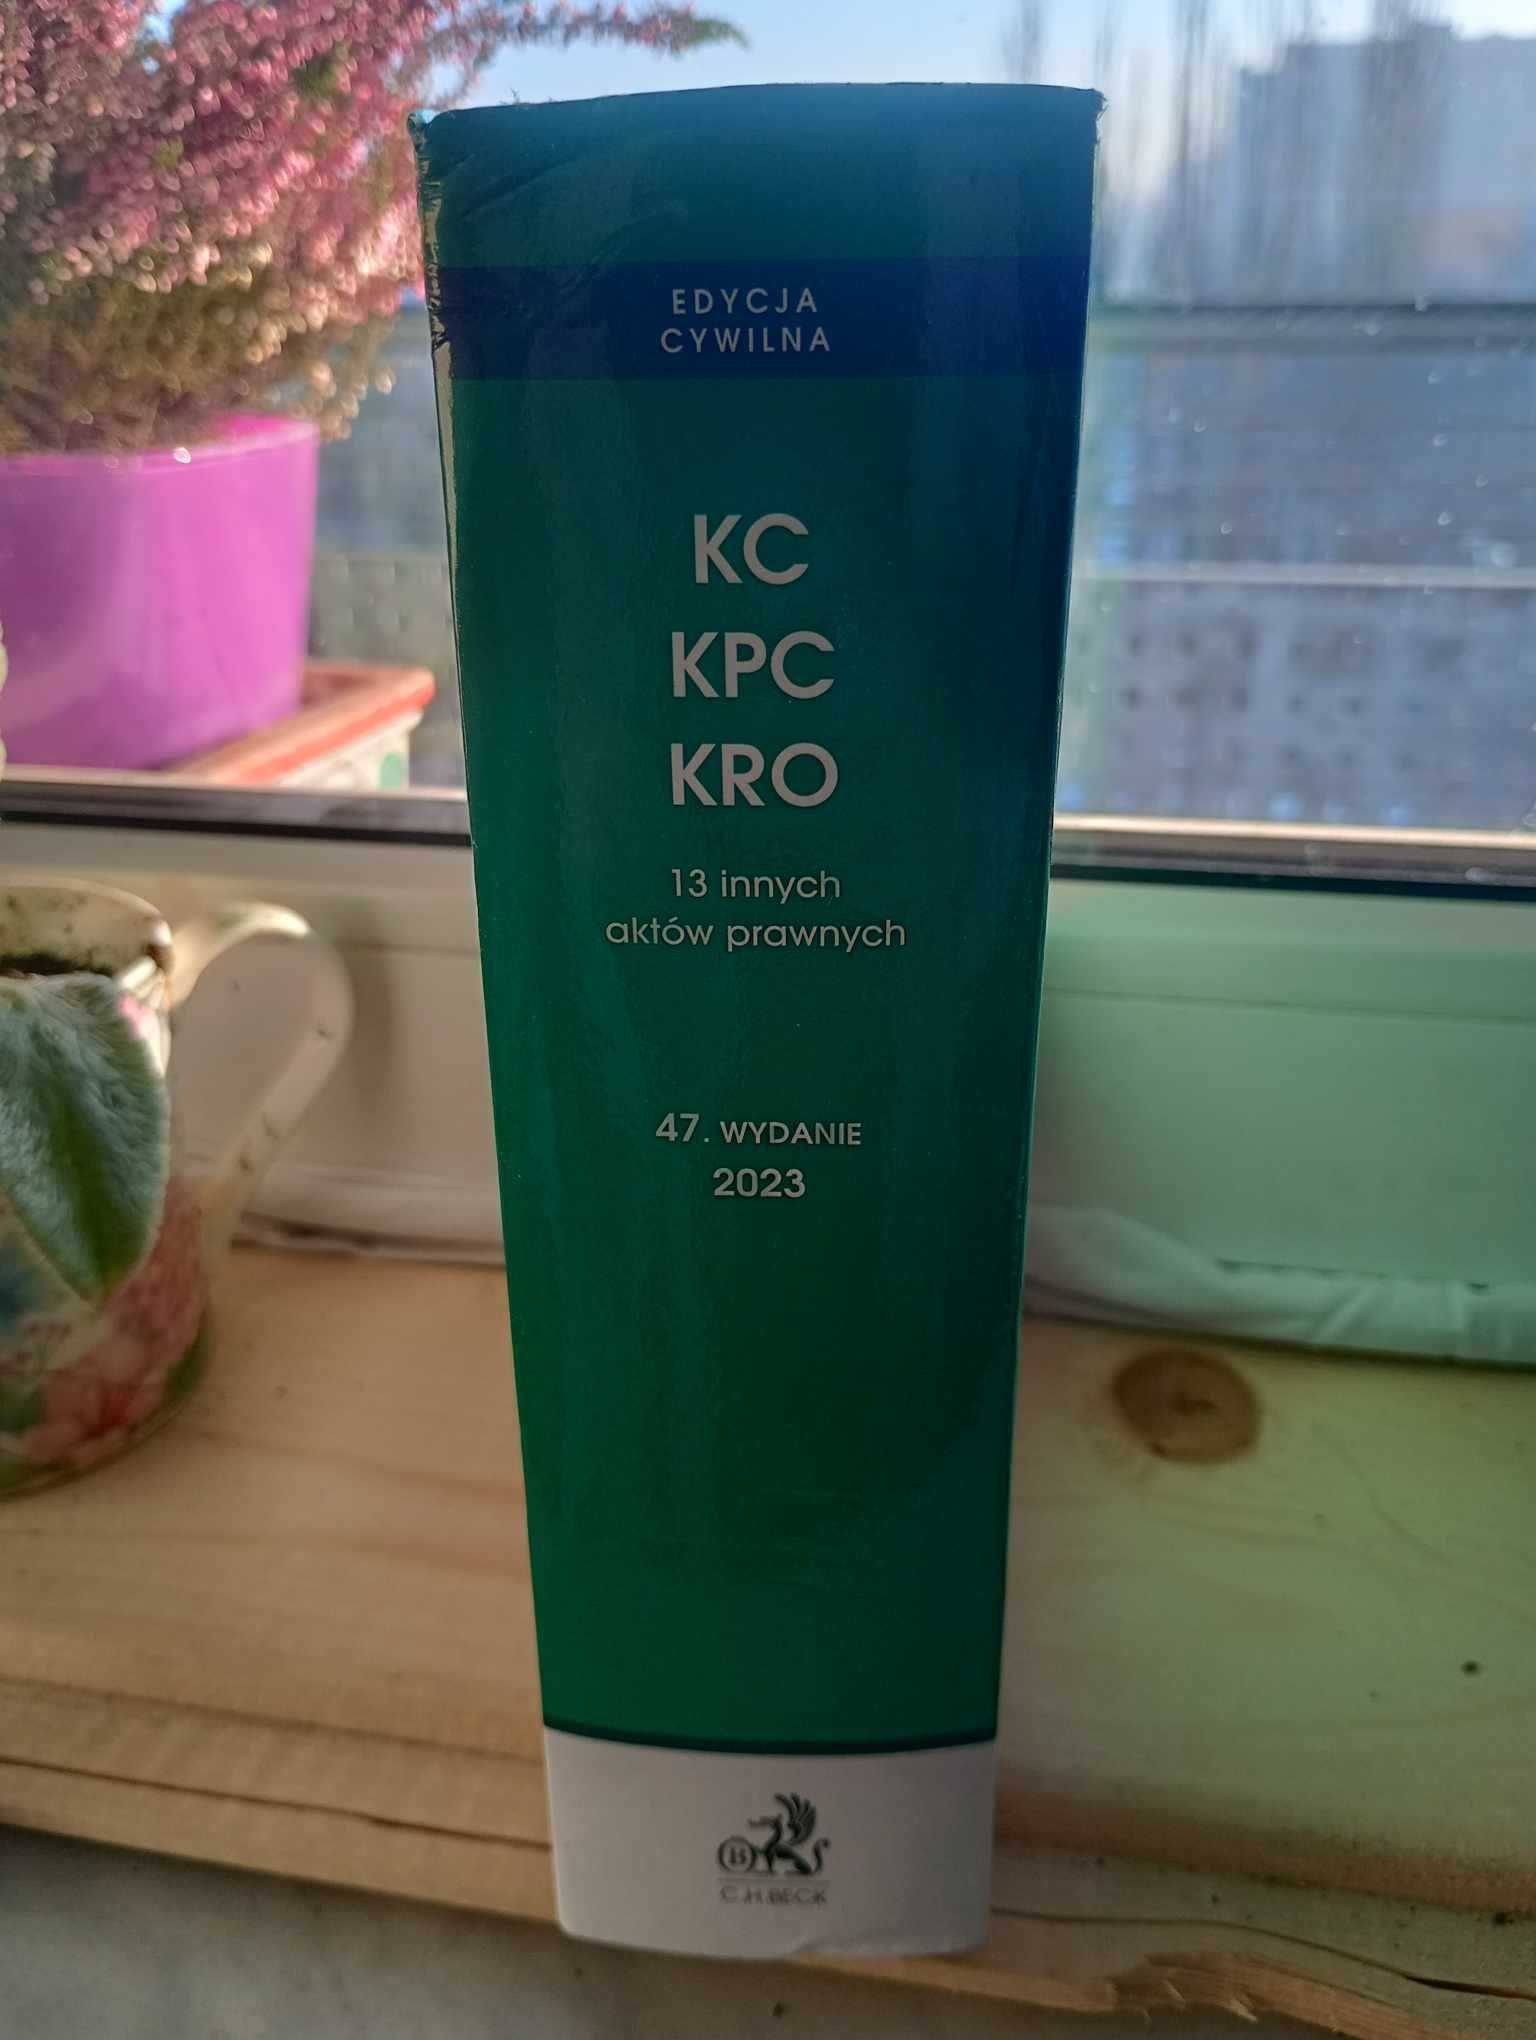 EDYCJA
CYWILNA
KC
KPC
KRO
13 innych
aktów prawnych
47. WYDANIE
2023
B
C.H.BECK